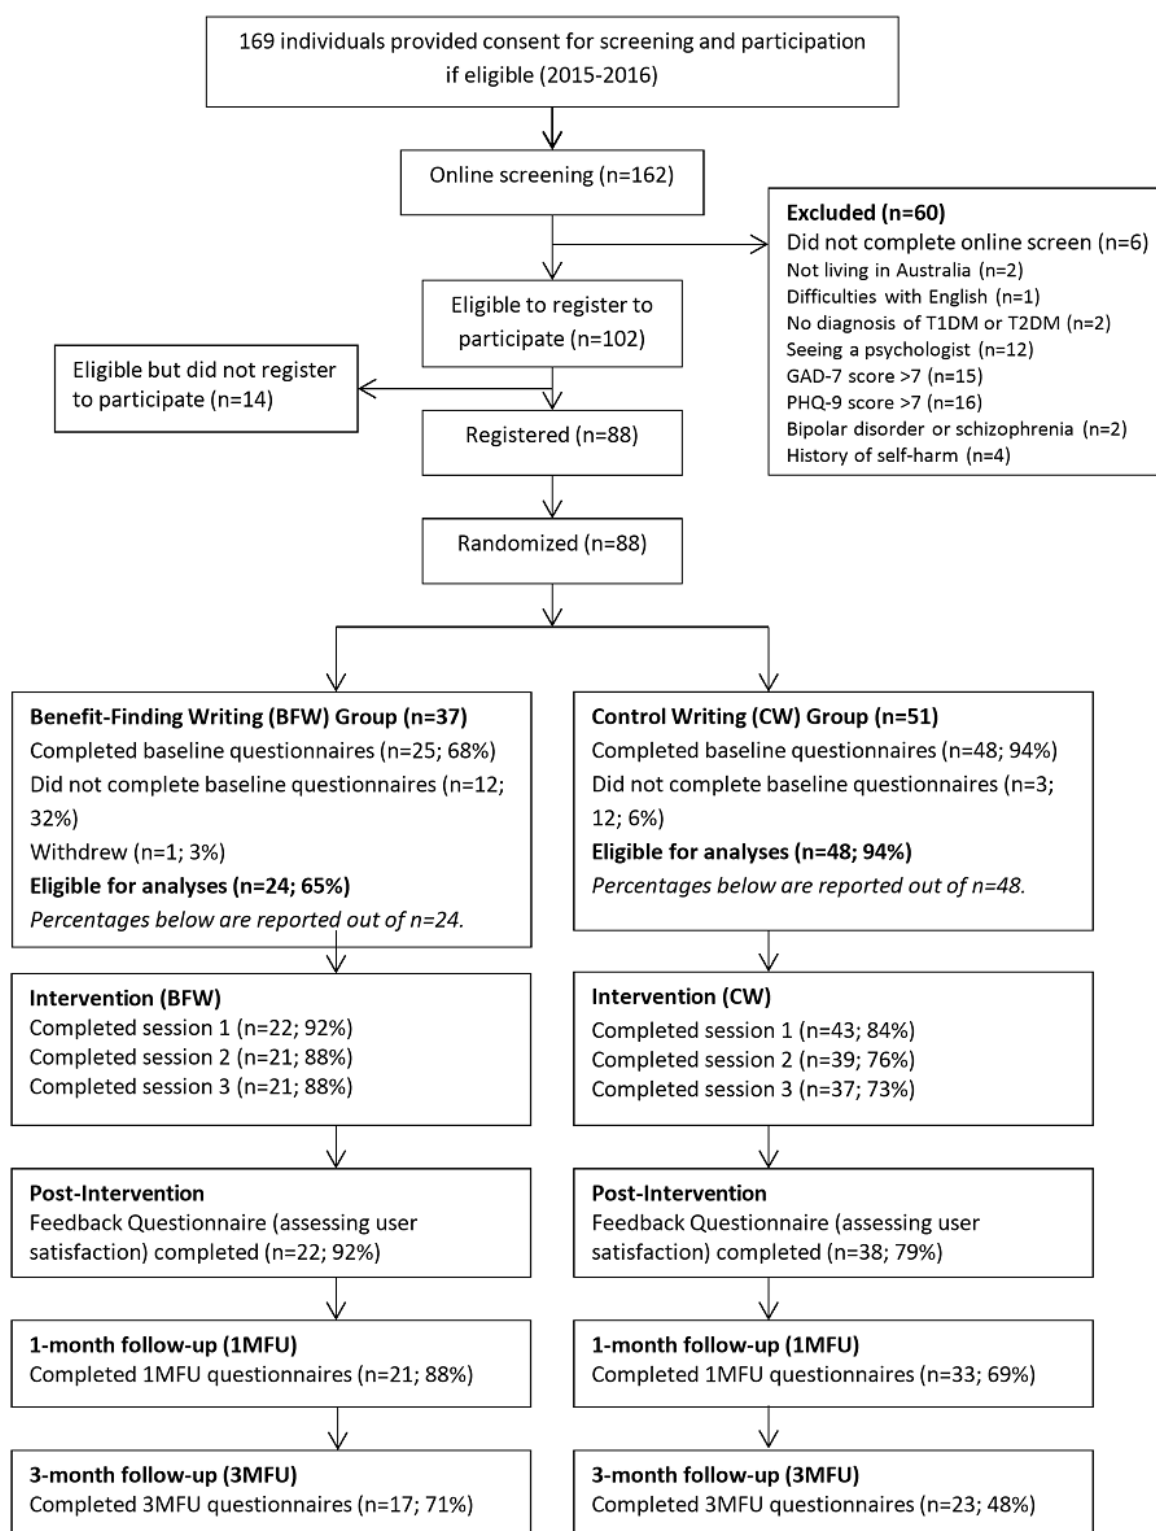 169 individuals provided consent for screening and participation
if eligible (2015-2016)
Online screening (n=162)
Excluded (n=60)
Did not complete online screen (n=6)
Not living in Australia (n=2)
Difficulties with English (n=1)
No diagnosis of T1DM or T2DM (n=2)
Seeing a psychologist (n=12)
GAD-7 score >7 (n=15)
PHQ-9 score >7 (n=16)
Bipolar disorder or schizophrenia (n=2)
History of self-harm (n=4)
Eligible to register to
participate (n=102)
Eligible but did not register
to participate (n=14)
Registered (n=88)
Randomized (n=88)
Benefit-Finding Writing (BFW) Group (n=37)
Completed baseline questionnaires (n=25; 68%)
Did not complete baseline questionnaires (n=12;
32%)
Withdrew (n=1; 3%)
Eligible for analyses (n=24; 65%)
Percentages below are reported out of n=24.
Control Writing (CW) Group (n=51)
Completed baseline questionnaires (n=48; 94%)
Did not complete baseline questionnaires (n=3;
12; 6%)
Eligible for analyses (n=48; 94%)
Percentages below are reported out of n=48.
Intervention (BFW)
Completed session 1 (n=22; 92%)
Completed session 2 (n=21; 88%)
Completed session 3 (n=21; 88%)
Intervention (CW)
Completed session 1 (n=43; 84%)
Completed session 2 (n=39; 76%)
Completed session 3 (n=37; 73%)
Post-Intervention
Feedback Questionnaire (assessing user
satisfaction) completed (n=22; 92%)
Post-Intervention
Feedback Questionnaire (assessing user
satisfaction) completed (n=38; 79%)
1-month follow-up (1MFU)
Completed 1MFU questionnaires (n=21; 88%)
1-month follow-up (1MFU)
Completed 1MFU questionnaires (n=33; 69%)
3-month follow-up (3MFU)
Completed 3MFU questionnaires (n=17; 71%)
3-month follow-up (3MFU)
Completed 3MFU questionnaires (n=23; 48%)